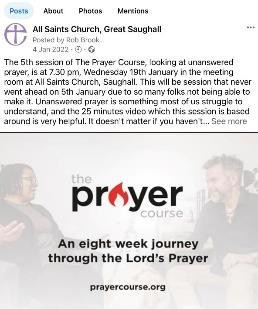 Posts About Photos Mentions
All Saints Church, Great Saughall
Posted by Rob Brook
4 Jan 2022 ·
The 5th session of The Prayer Course, looking at unanswered
prayer, is at 7.30 pm, Wednesday 19th January in the meeting
room at All Saints Church, Saughall. This will be session that never
went ahead on 5th January due to so many folks not being able to
make it. Unanswered prayer is something most of us struggle to
understand, and the 25 minutes video which this session is based
around is very helpful. It doesn't matter if you haven't... See more
the
prayer
course
An eight week journey
through the Lord's Prayer
prayercourse.org